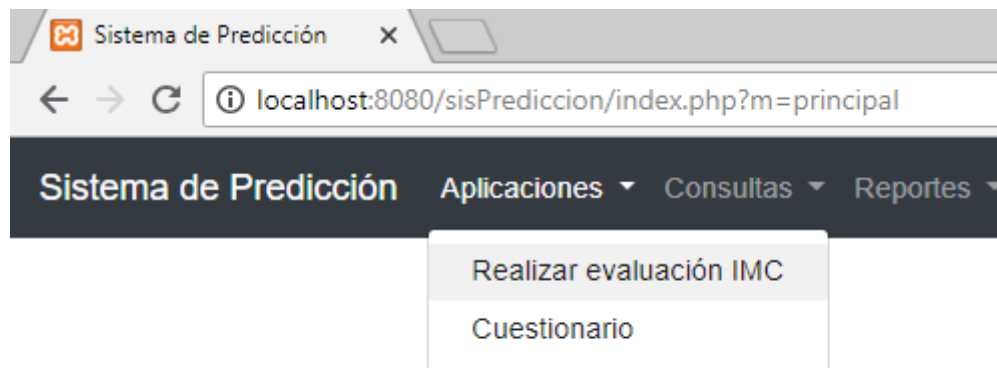 Sistema de Predicción
localhost:8080/sisPrediccion/index.php?m=principal
Sistema de Predicción Aplicaciones Consultas Reportes
Realizar evaluación IMC
Cuestionario